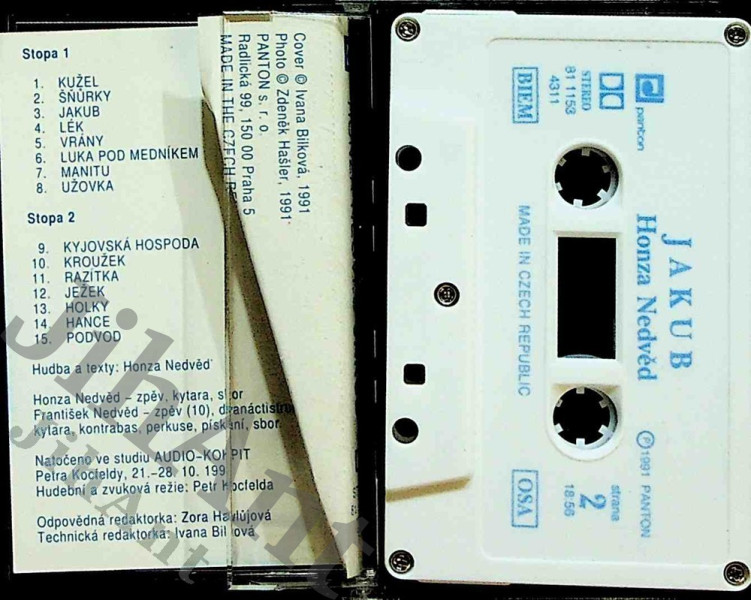 Stopa 1
1. KUŽEL
2. ŠŇŮRKY
3. JAKUB
4. LÉK
5. VRÁNY
6. LUKA POD MEDNÍKEM
7. MANITU
8. UŽOVKA
Stopa 2
9. KYJOVSKÁ HOSPODA
10. KROUŽEK
11. RAZÍTKA
12. JEŽEK
13. HOLKY
14. HANCE
15. PODVOD
Hudba a texty: Honza Nedvěd
Honza Nedvěd – zpěv, kytara, sbor
František Nedvěd – zpěv (10),
kytara, kontrabas, perkuse, pískání, sbor.
Natočeno ve studiu AUDIO-KOKPIT
Petra Kocfeldy, 21.–28. 10.
Hudební a zvuková režie: Petr Kocfelda
Odpovědná redaktorka: Zora
Technická redaktorka: Ivana Bílková
Cover © Ivana Bílková, 1991
Photo © Zdeněk Hašler, 1991
PANTON s. r. o.
Radlická 99, 150 00 Praha 5
MADE IN THE CZECH
panton
STEREO
81 1153
4311
BIEM
JAKUB
Honza Nedvěd
MADE IN CZECH REPUBLIC
Ⓟ1991 PANTON
strana
2
18:56
OSA
JihAnt
JihAnt